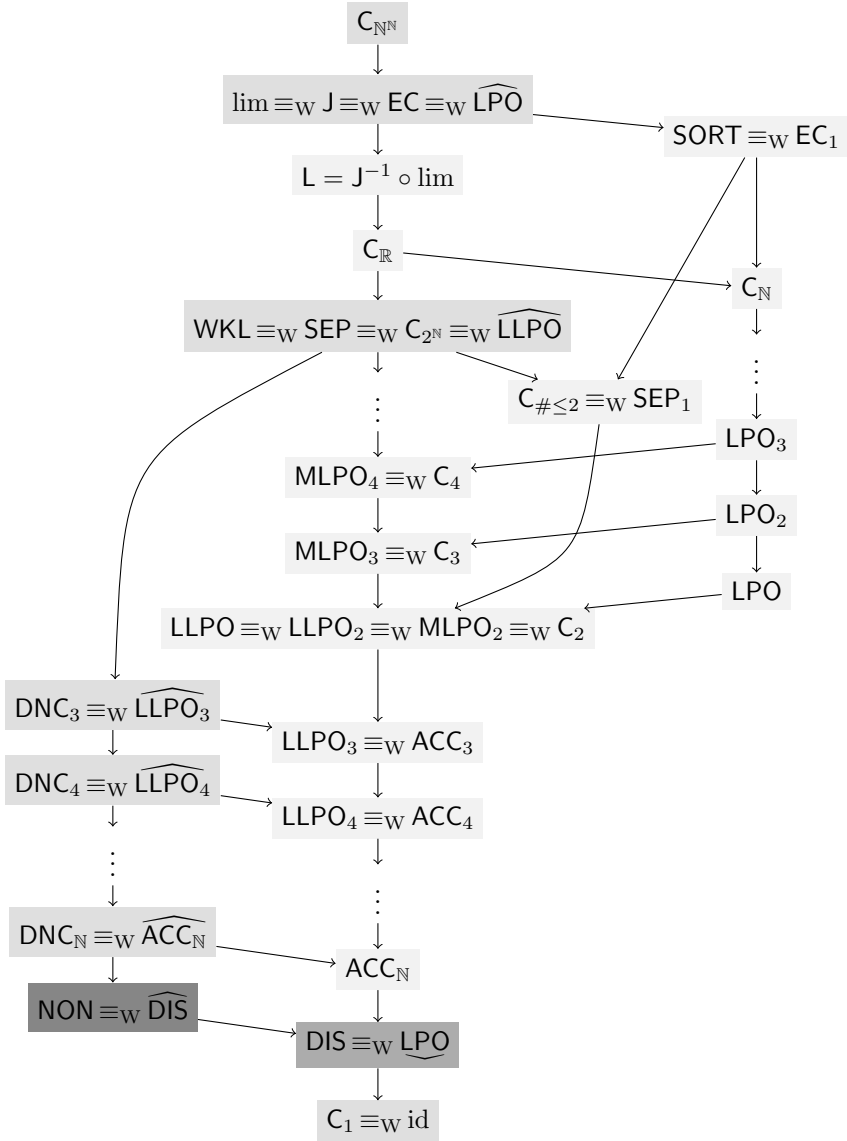 C_{ℕ^ℕ}
lim ≡_W J ≡_W EC ≡_W \widehat{LPO}
SORT ≡_W EC_1
L = J^{−1} ∘ lim
C_ℝ
C_ℕ
WKL ≡_W SEP ≡_W C_{2^ℕ} ≡_W \widehat{LLPO}
⋮
C_{#≤2} ≡_W SEP_1
⋮
LPO_3
MLPO_4 ≡_W C_4
LPO_2
MLPO_3 ≡_W C_3
LPO
LLPO ≡_W LLPO_2 ≡_W MLPO_2 ≡_W C_2
DNC_3 ≡_W \widehat{LLPO_3}
LLPO_3 ≡_W ACC_3
DNC_4 ≡_W \widehat{LLPO_4}
LLPO_4 ≡_W ACC_4
⋮
⋮
DNC_ℕ ≡_W \widehat{ACC_ℕ}
ACC_ℕ
NON ≡_W \widehat{DIS}
DIS ≡_W \underbrace{LPO}
C_1 ≡_W id